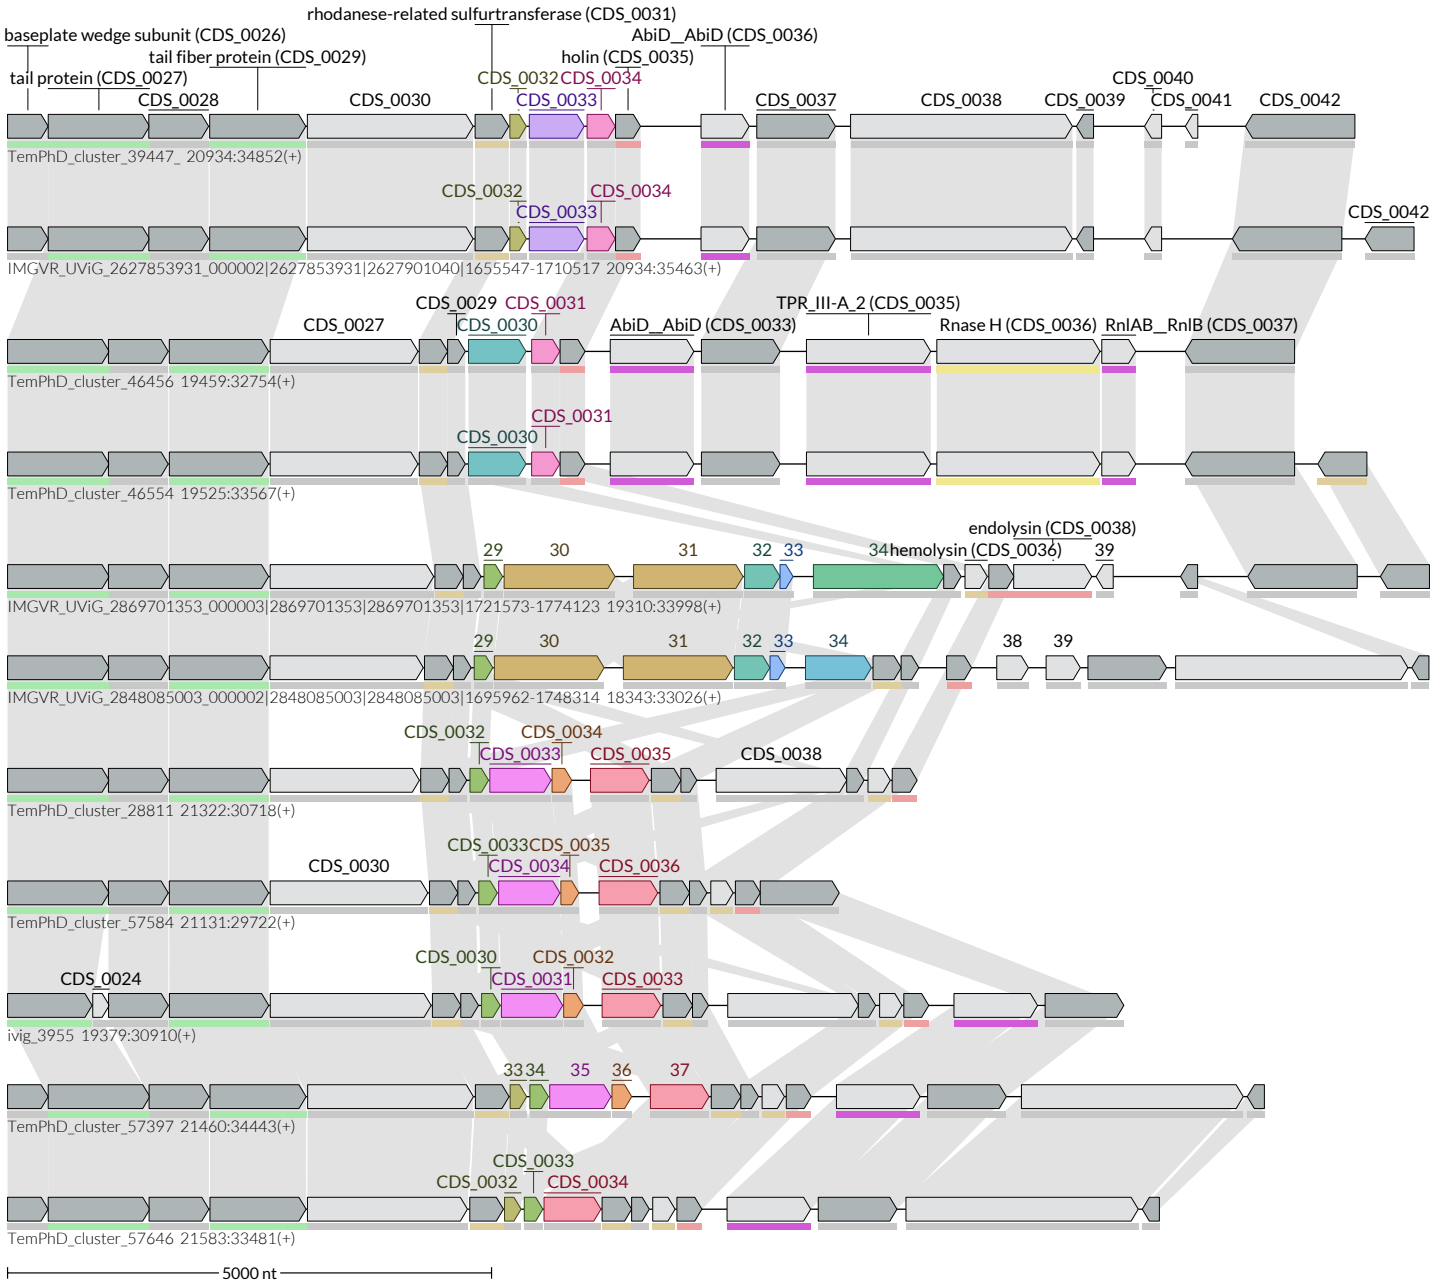 rhodanese-related sulfurtransferase (CDS_0031)
baseplate wedge subunit (CDS_0026) AbiD__AbiD (CDS_0036)
tail fiber protein (CDS_0029) holin (CDS_0035)
tail protein (CDS_0027) CDS_0032 CDS_0034 CDS_0040
CDS_0028 CDS_0030 CDS_0033 CDS_0037 CDS_0038 CDS_0039 CDS_0041 CDS_0042
TemPhD_cluster_39447_ 20934:34852(+)
CDS_0032 CDS_0034
CDS_0033 CDS_0042
IMGVR_UViG_2627853931_000002|2627853931|2627901040|1655547-1710517 20934:35463(+)
CDS_0029 CDS_0031 TPR_III-A_2 (CDS_0035)
CDS_0027 CDS_0030 AbiD__AbiD (CDS_0033) Rnase H (CDS_0036) RnlAB__RnlB (CDS_0037)
TemPhD_cluster_46456 19459:32754(+)
CDS_0031
CDS_0030
TemPhD_cluster_46554 19525:33567(+)
endolysin (CDS_0038)
29 30 31 32 33 34 hemolysin (CDS_0036) 39
IMGVR_UViG_2869701353_000003|2869701353|2869701353|1721573-1774123 19310:33998(+)
29 30 31 32 33 34 38 39
IMGVR_UViG_2848085003_000002|2848085003|2848085003|1695962-1748314 18343:33026(+)
CDS_0032 CDS_0034
CDS_0033 CDS_0035 CDS_0038
TemPhD_cluster_28811 21322:30718(+)
CDS_0033 CDS_0035
CDS_0030 CDS_0034 CDS_0036
TemPhD_cluster_57584 21131:29722(+)
CDS_0030 CDS_0032
CDS_0024 CDS_0031 CDS_0033
ivig_3955 19379:30910(+)
33 34 35 36 37
TemPhD_cluster_57397 21460:34443(+)
CDS_0033
CDS_0032 CDS_0034
TemPhD_cluster_57646 21583:33481(+)
5000 nt